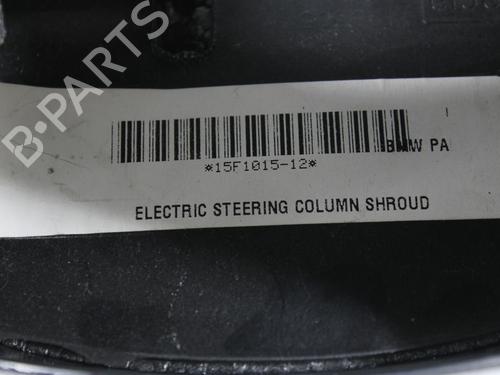 B-PARTS
BMW PA
*15F1015-12*
ELECTRIC STEERING COLUMN SHROUD